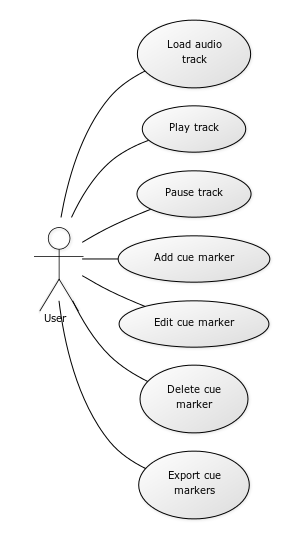 Load audio
track
Play track
Pause track
Add cue marker
Edit cue marker
User
Delete cue
marker
Export cue
markers